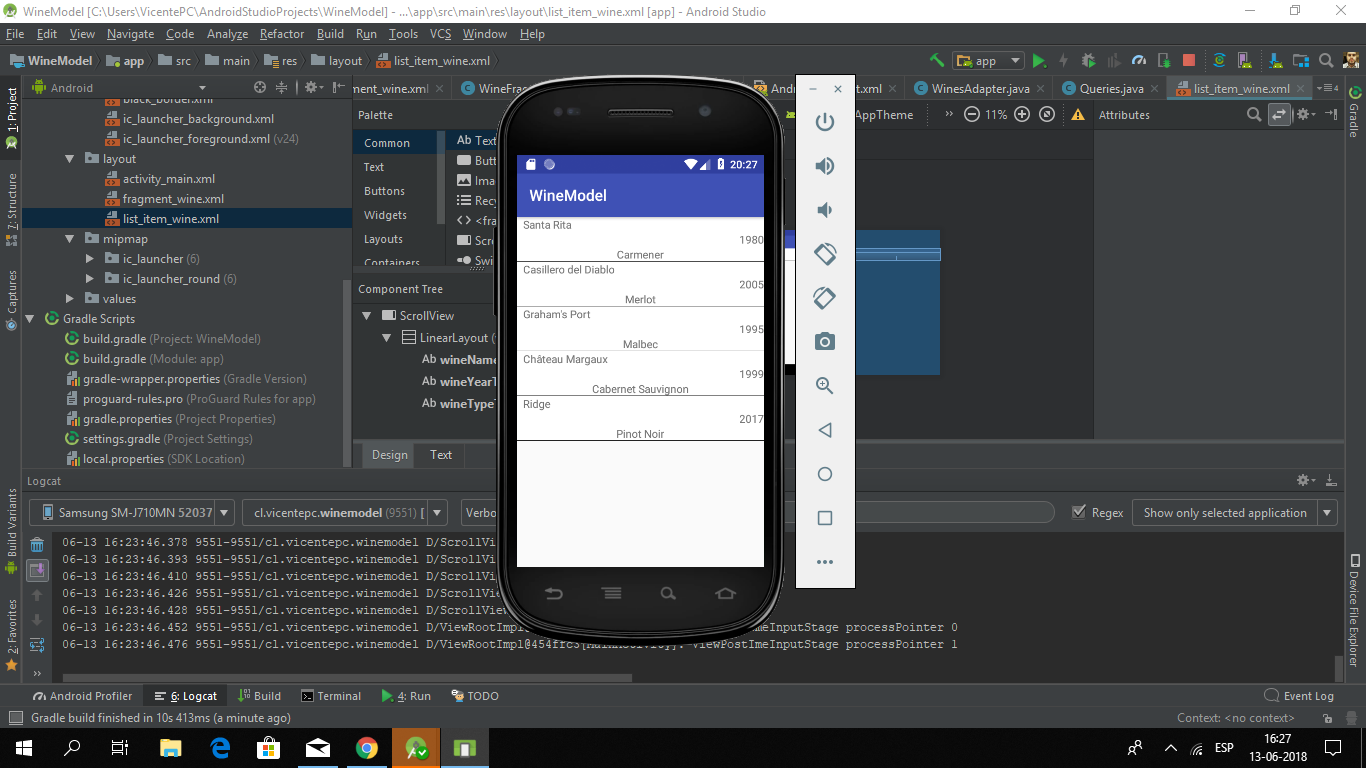 WineModel [C:\Users\VicentePC\AndroidStudioProjects\WineModel] - ...\app\src\main\res\layout\list_item_wine.xml [app] - Android Studio
File Edit View Navigate Code Analyze Refactor Build Run Tools VCS Window Help
WineModel app src main res layout list_item_wine.xml app
Android
ment_wine.xml WineFra t.xml WinesAdapter.java Queries.java list_item_wine.xml 4
1: Project
7: Structure
Captures
Build Variants
2: Favorites
black_border.xml
ic_launcher_background.xml
ic_launcher_foreground.xml (v24)
layout
activity_main.xml
fragment_wine.xml
list_item_wine.xml
mipmap
ic_launcher (6)
ic_launcher_round (6)
values
Gradle Scripts
build.gradle (Project: WineModel)
build.gradle (Module: app)
gradle-wrapper.properties (Gradle Version)
proguard-rules.pro (ProGuard Rules for app)
gradle.properties (Project Properties)
settings.gradle (Project Settings)
local.properties (SDK Location)
Palette
Common
Text
Buttons
Widgets
Layouts
Containers
Ab Text
Butt
Ima
Rec
<> <fra
Scr
Swi
Component Tree
ScrollView
LinearLayout (
Ab wineName
Ab wineYearT
Ab wineTypeT
Design Text
AppTheme » 11%
Attributes
Gradle
Device File Explorer
20:27
WineModel
Santa Rita
1980
Carmener
Casillero del Diablo
2005
Merlot
Graham's Port
1995
Malbec
Château Margaux
1999
Cabernet Sauvignon
Ridge
2017
Pinot Noir
Logcat
Samsung SM-J710MN 52037 cl.vicentepc.winemodel (9551) [ Verbo Regex Show only selected application
06-13 16:23:46.378 9551-9551/cl.vicentepc.winemodel D/ScrollVi
06-13 16:23:46.393 9551-9551/cl.vicentepc.winemodel D/ScrollVi
06-13 16:23:46.410 9551-9551/cl.vicentepc.winemodel D/ScrollVi
06-13 16:23:46.426 9551-9551/cl.vicentepc.winemodel D/ScrollVi
06-13 16:23:46.428 9551-9551/cl.vicentepc.winemodel D/ScrollView
06-13 16:23:46.452 9551-9551/cl.vicentepc.winemodel D/ViewRootImpl imeInputStage processPointer 0
06-13 16:23:46.476 9551-9551/cl.vicentepc.winemodel D/ViewRootImpl@454ffc3[MainActivity]: ViewPostImeInputStage processPointer 1
»
Android Profiler 6: Logcat Build Terminal 4: Run TODO Event Log
Gradle build finished in 10s 413ms (a minute ago) Context: <no context>
ESP
16:27
13-06-2018